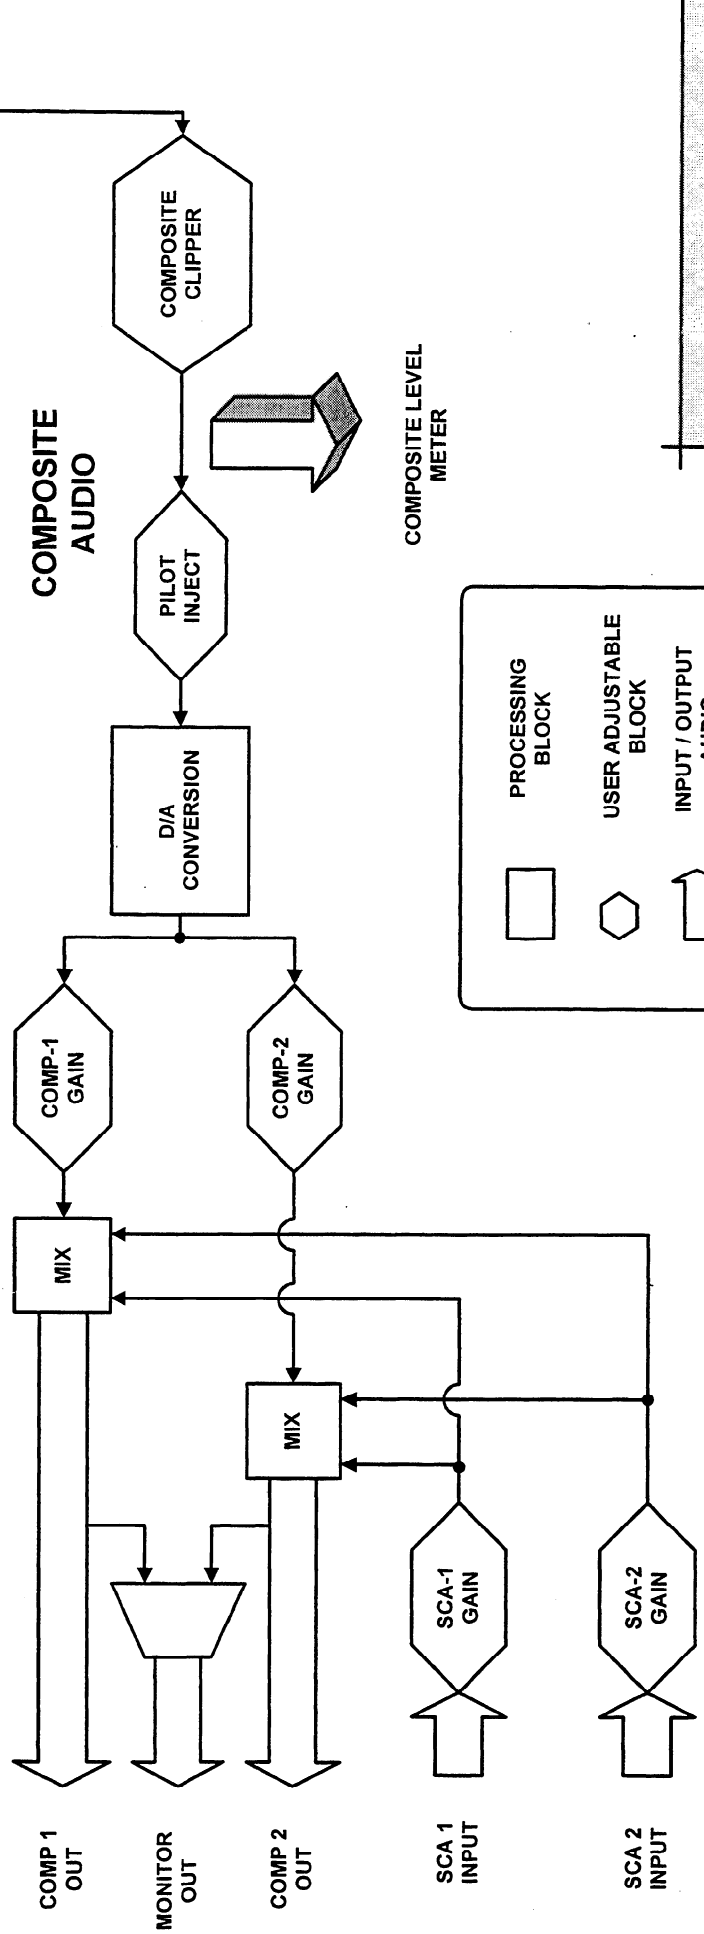 COMPOSITE
AUDIO
COMPOSITE
CLIPPER
COMPOSITE LEVEL
METER
PILOT
INJECT
D/A
CONVERSION
COMP-1
GAIN
COMP-2
GAIN
MIX
MIX
SCA-1
GAIN
SCA-2
GAIN
COMP 1
OUT
MONITOR
OUT
COMP 2
OUT
SCA 1
INPUT
SCA 2
INPUT
PROCESSING
BLOCK
USER ADJUSTABLE
BLOCK
INPUT / OUTPUT